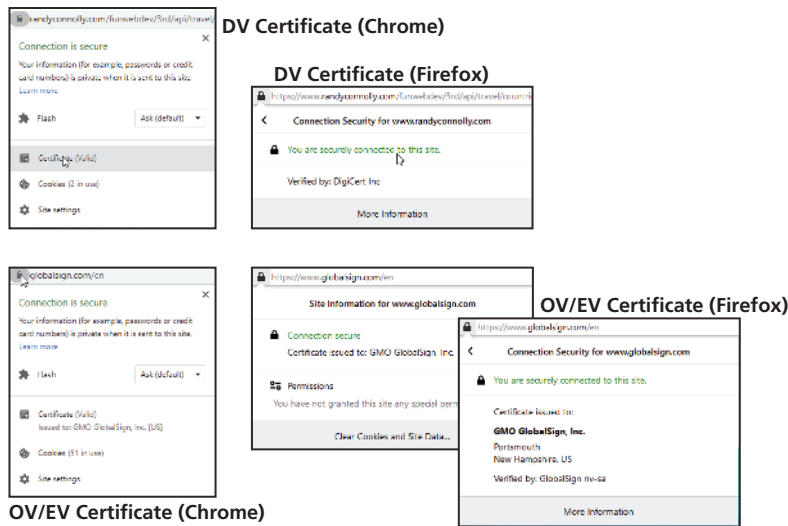 randyconnolly.com/funwebdev/3rd/api/travel/
Connection is secure
Your information (for example, passwords or credit
card numbers) is private when it is sent to this site.
Learn more
Flash
Ask (default)
Certificate (Valid)
Cookies (2 in use)
Site settings
DV Certificate (Chrome)
DV Certificate (Firefox)
https://www.randyconnolly.com/funwebdev/3rd/api/travel/countri
Connection Security for www.randyconnolly.com
You are securely connected to this site.
Verified by: DigiCert Inc
More Information
globalsign.com/en
Connection is secure
Your information (for example, passwords or credit
card numbers) is private when it is sent to this site.
Learn more
Flash
Ask (default)
Certificate (Valid)
Issued to: GMO GlobalSign, Inc. [US]
Cookies (51 in use)
Site settings
OV/EV Certificate (Chrome)
https://www.globalsign.com/en
Site Information for www.globalsign.com
Connection secure
Certificate issued to: GMO GlobalSign, Inc.
Permissions
You have not granted this site any special perm
Clear Cookies and Site Data...
OV/EV Certificate (Firefox)
https://www.globalsign.com/en
Connection Security for www.globalsign.com
You are securely connected to this site.
Certificate issued to:
GMO GlobalSign, Inc.
Portsmouth
New Hampshire, US
Verified by: GlobalSign nv-sa
More Information